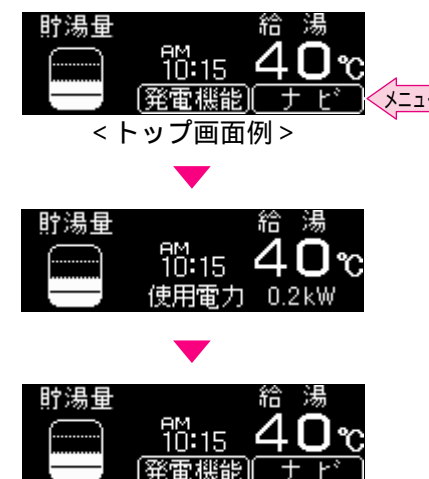 貯湯量 給 湯
AM 10:15 40℃
発電機能 ナビ メニュ
<トップ画面例>
貯湯量 給 湯
AM 10:15 40℃
使用電力 0.2kW
貯湯量 給 湯
AM 10:15 40℃
発電機能 ナビ